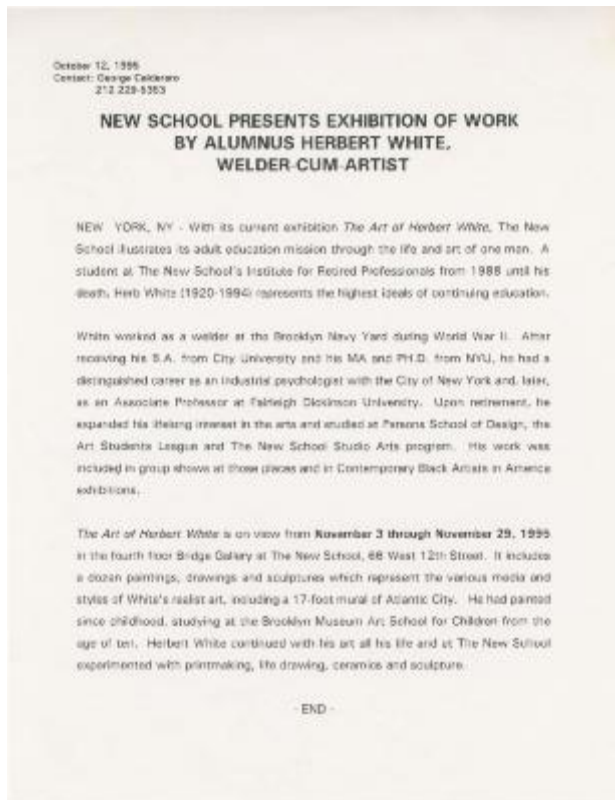 October 12, 1995
Contact: George Calderaro
212 229-5353
NEW SCHOOL PRESENTS EXHIBITION OF WORK
BY ALUMNUS HERBERT WHITE,
WELDER-CUM-ARTIST
NEW YORK, NY - With its current exhibition The Art of Herbert White, The New
School illustrates its adult education mission through the life and art of one man. A
student at The New School's Institute for Retired Professionals from 1988 until his
death, Herb White (1920-1994) represents the highest ideals of continuing education.
White worked as a welder at the Brooklyn Navy Yard during World War II. After
receiving his B.A. from City University and his MA and PH.D. from NYU, he had a
distinguished career as an industrial psychologist with the City of New York and, later,
as an Associate Professor at Fairleigh Dickinson University. Upon retirement, he
expanded his lifelong interest in the arts and studied at Parsons School of Design, the
Art Students League and The New School Studio Arts program. His work was
included in group shows at those places and in Contemporary Black Artists in America
exhibitions.
The Art of Herbert White is on view from November 3 through November 29, 1995
in the fourth floor Bridge Gallery at The New School, 66 West 12th Street. It includes
a dozen paintings, drawings and sculptures which represent the various media and
styles of White's realist art, including a 17-foot mural of Atlantic City. He had painted
since childhood, studying at the Brooklyn Museum Art School for Children from the
age of ten. Herbert White continued with his art all his life and at The New School
experimented with printmaking, life drawing, ceramics and sculpture.
- END -